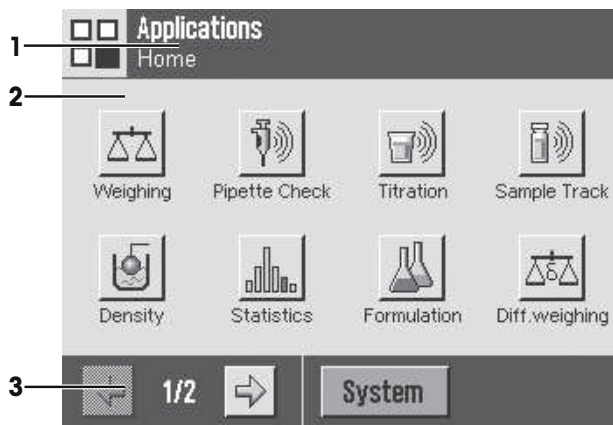 1
Applications
Home
2
Weighing
Pipette Check
Titration
Sample Track
Density
Statistics
Formulation
Diff.weighing
3
1/2
System